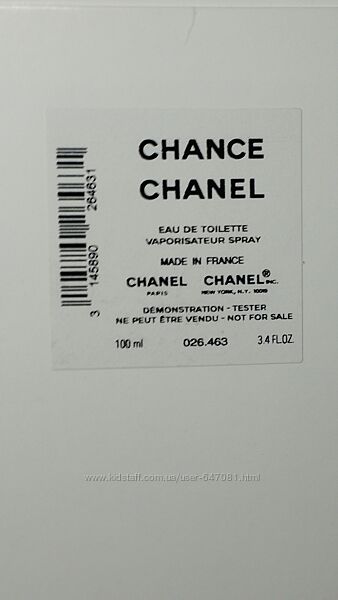 CHANCE
CHANEL
EAU DE TOILETTE
VAPORISATEUR SPRAY
MADE IN FRANCE
CHANEL CHANEL® INC.
PARIS NEW YORK, N.Y. 10019
DÉMONSTRATION - TESTER
NE PEUT ÊTRE VENDU - NOT FOR SALE
100 ml 026.463 3.4 FL.OZ.
3 145890 264631
www.kidstaff.com.ua/user-647081.html